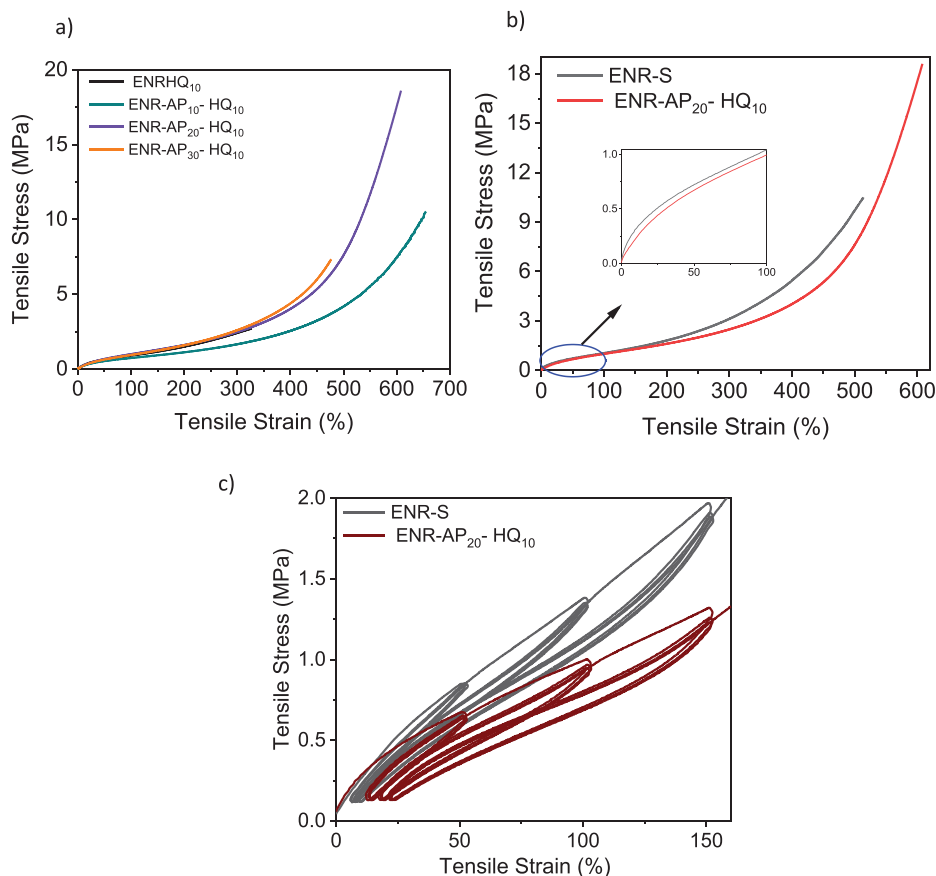 a)
20
15
10
5
0
Tensile Stress (MPa)
ENRHQ10
ENR-AP10- HQ10
ENR-AP20- HQ10
ENR-AP30- HQ10
0 100 200 300 400 500 600 700
Tensile Strain (%)
b)
18
15
12
9
6
3
0
Tensile Stress (MPa)
ENR-S
ENR-AP20- HQ10
1.0
0.5
0.0
0 50 100
0 100 200 300 400 500 600
Tensile Strain (%)
c)
2.0
1.5
1.0
0.5
0.0
Tensile Stress (MPa)
ENR-S
ENR-AP20- HQ10
0 50 100 150
Tensile Strain (%)